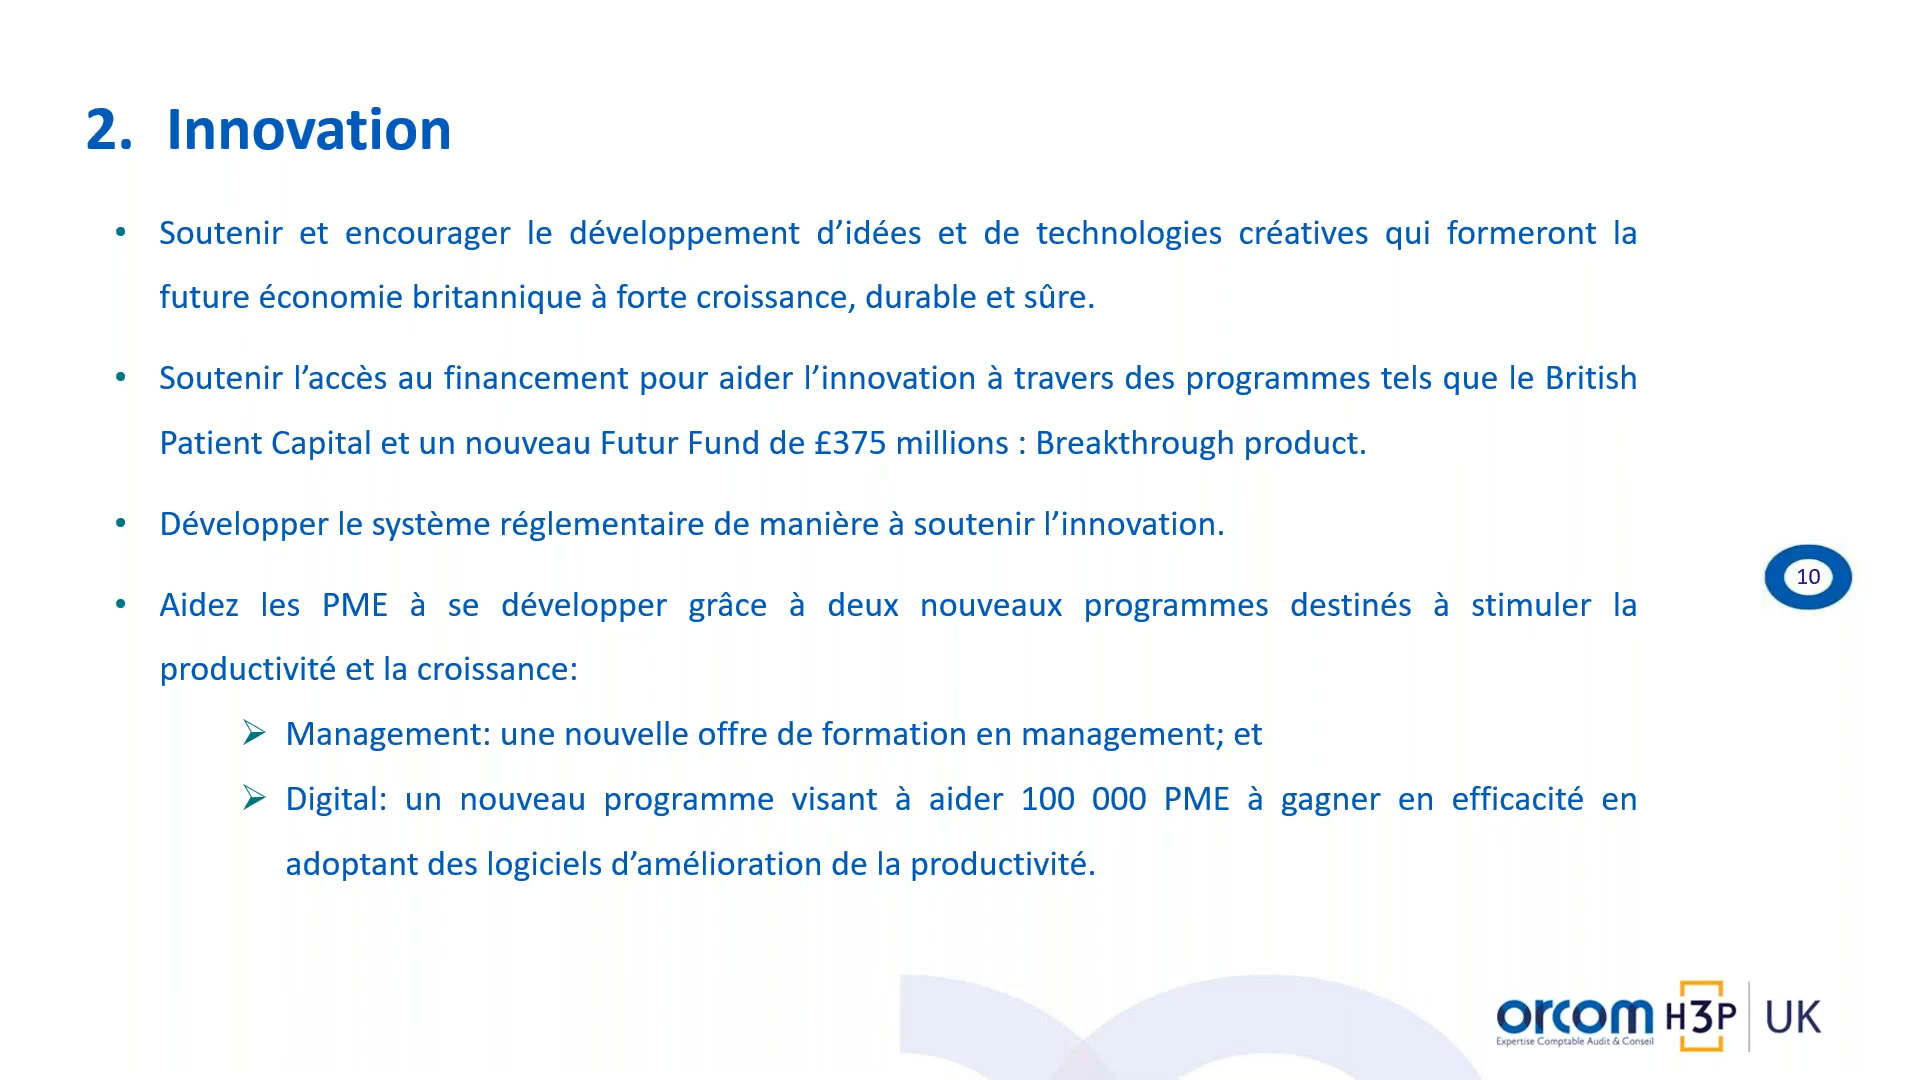 2. Innovation
• Soutenir et encourager le développement d’idées et de technologies créatives qui formeront la
future économie britannique à forte croissance, durable et sûre.
• Soutenir l’accès au financement pour aider l’innovation à travers des programmes tels que le British
Patient Capital et un nouveau Futur Fund de £375 millions : Breakthrough product.
• Développer le système réglementaire de manière à soutenir l’innovation.
• Aidez les PME à se développer grâce à deux nouveaux programmes destinés à stimuler la
productivité et la croissance:
➢ Management: une nouvelle offre de formation en management; et
➢ Digital: un nouveau programme visant à aider 100 000 PME à gagner en efficacité en
adoptant des logiciels d’amélioration de la productivité.
10
orcom H3P UK
Expertise Comptable Audit & Conseil